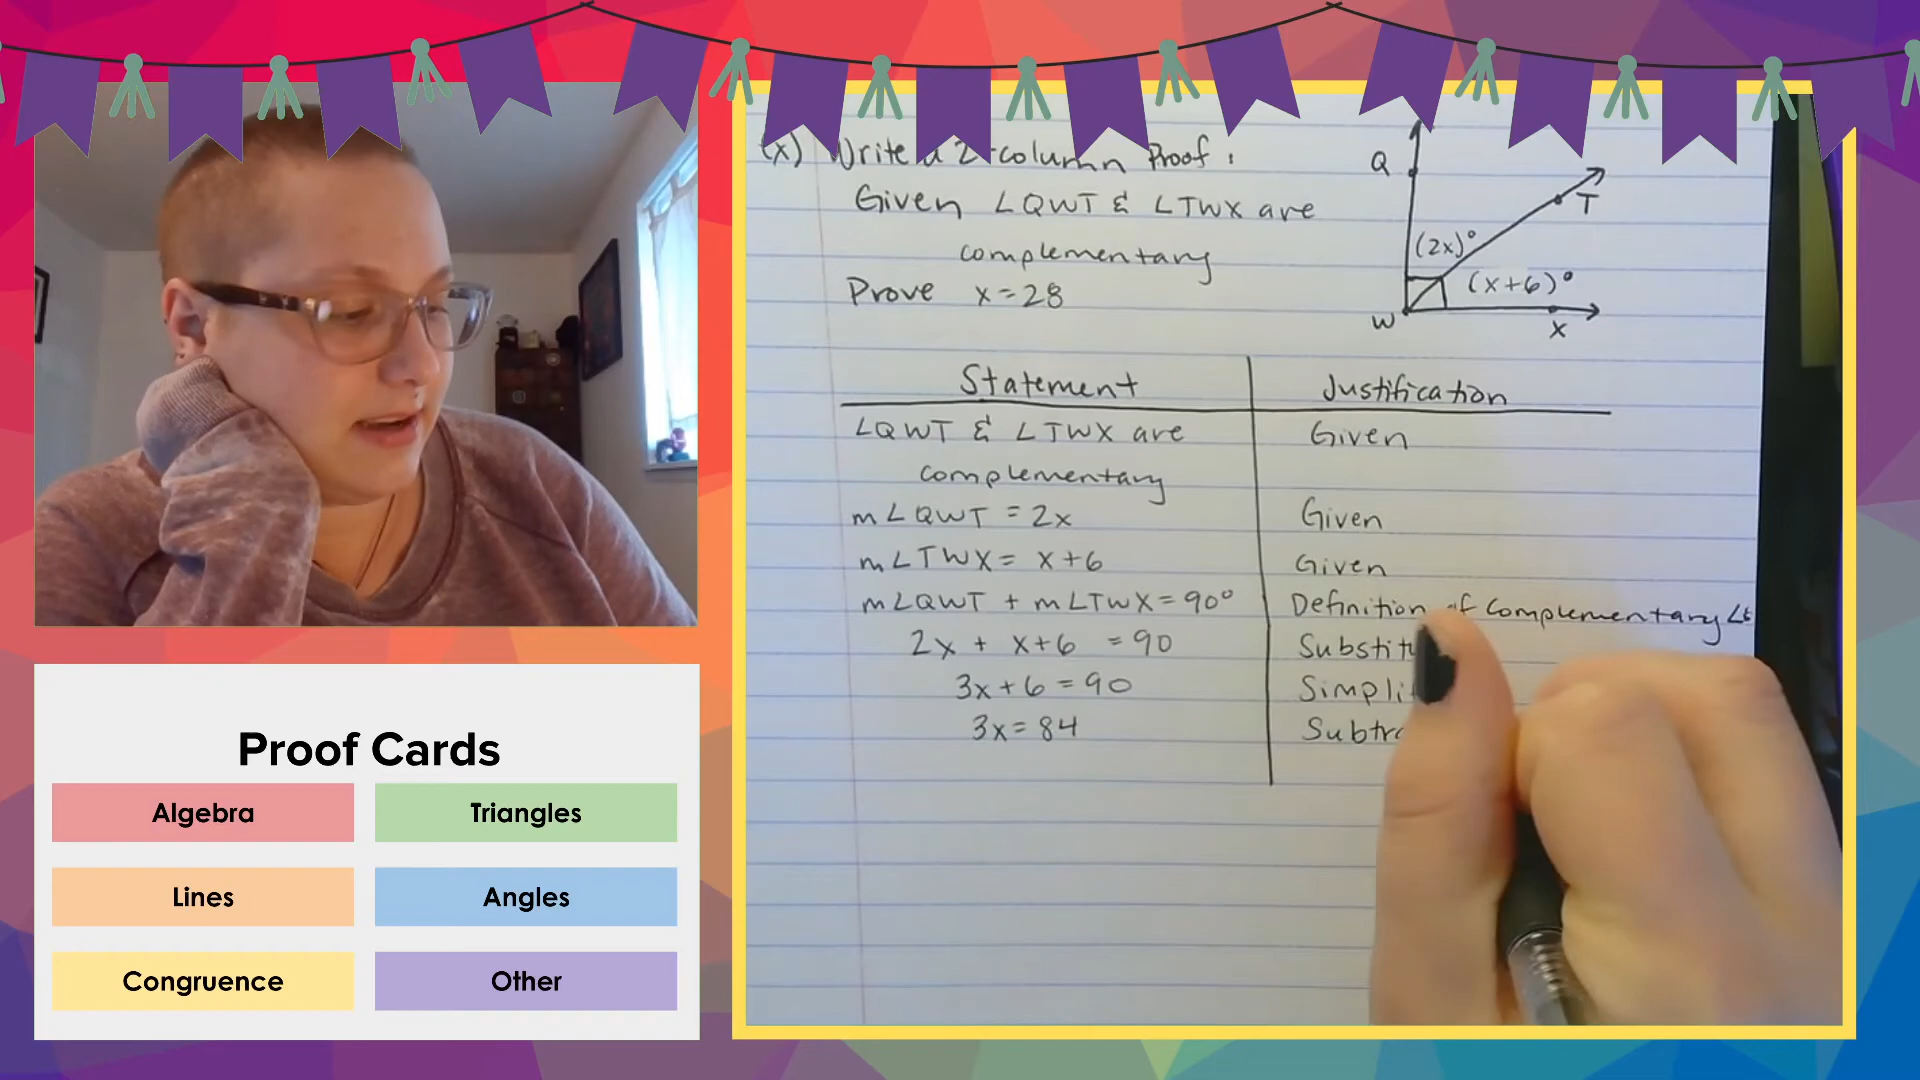 Proof Cards
Algebra
Triangles
Lines
Angles
Congruence
Other
(x) Write a 2-column Proof:
Given ∠QWT & ∠TWX are
complementary
Prove x=28
Q
T
(2x)°
(x+6)°
W
X
Statement
Justification
∠QWT & ∠TWX are
Given
complementary
m∠QWT = 2x
Given
m∠TWX = x+6
Given
m∠QWT + m∠TWX = 90°
Definition of Complementary ∠s
2x + x+6 = 90
3x+6 = 90
3x = 84